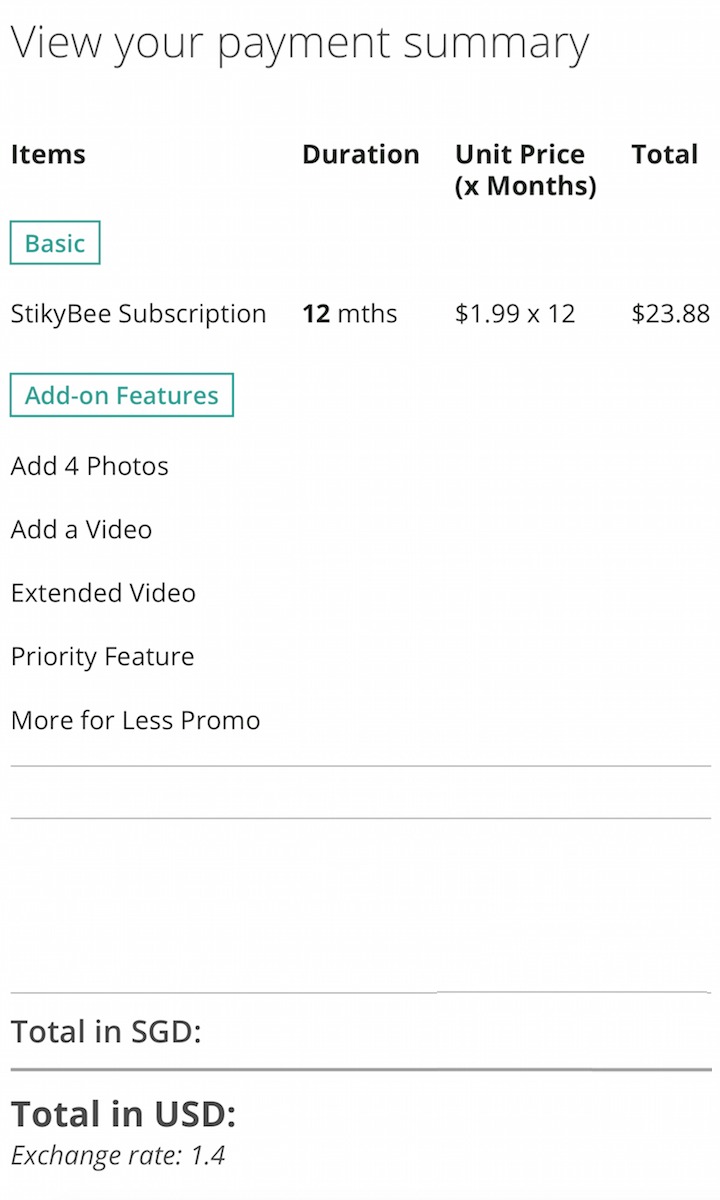 View your payment summary
Items Duration Unit Price (x Months) Total
Basic
StikyBee Subscription 12 mths $1.99 x 12 $23.88
Add-on Features
Add 4 Photos
Add a Video
Extended Video
Priority Feature
More for Less Promo
Total in SGD:
Total in USD:
Exchange rate: 1.4